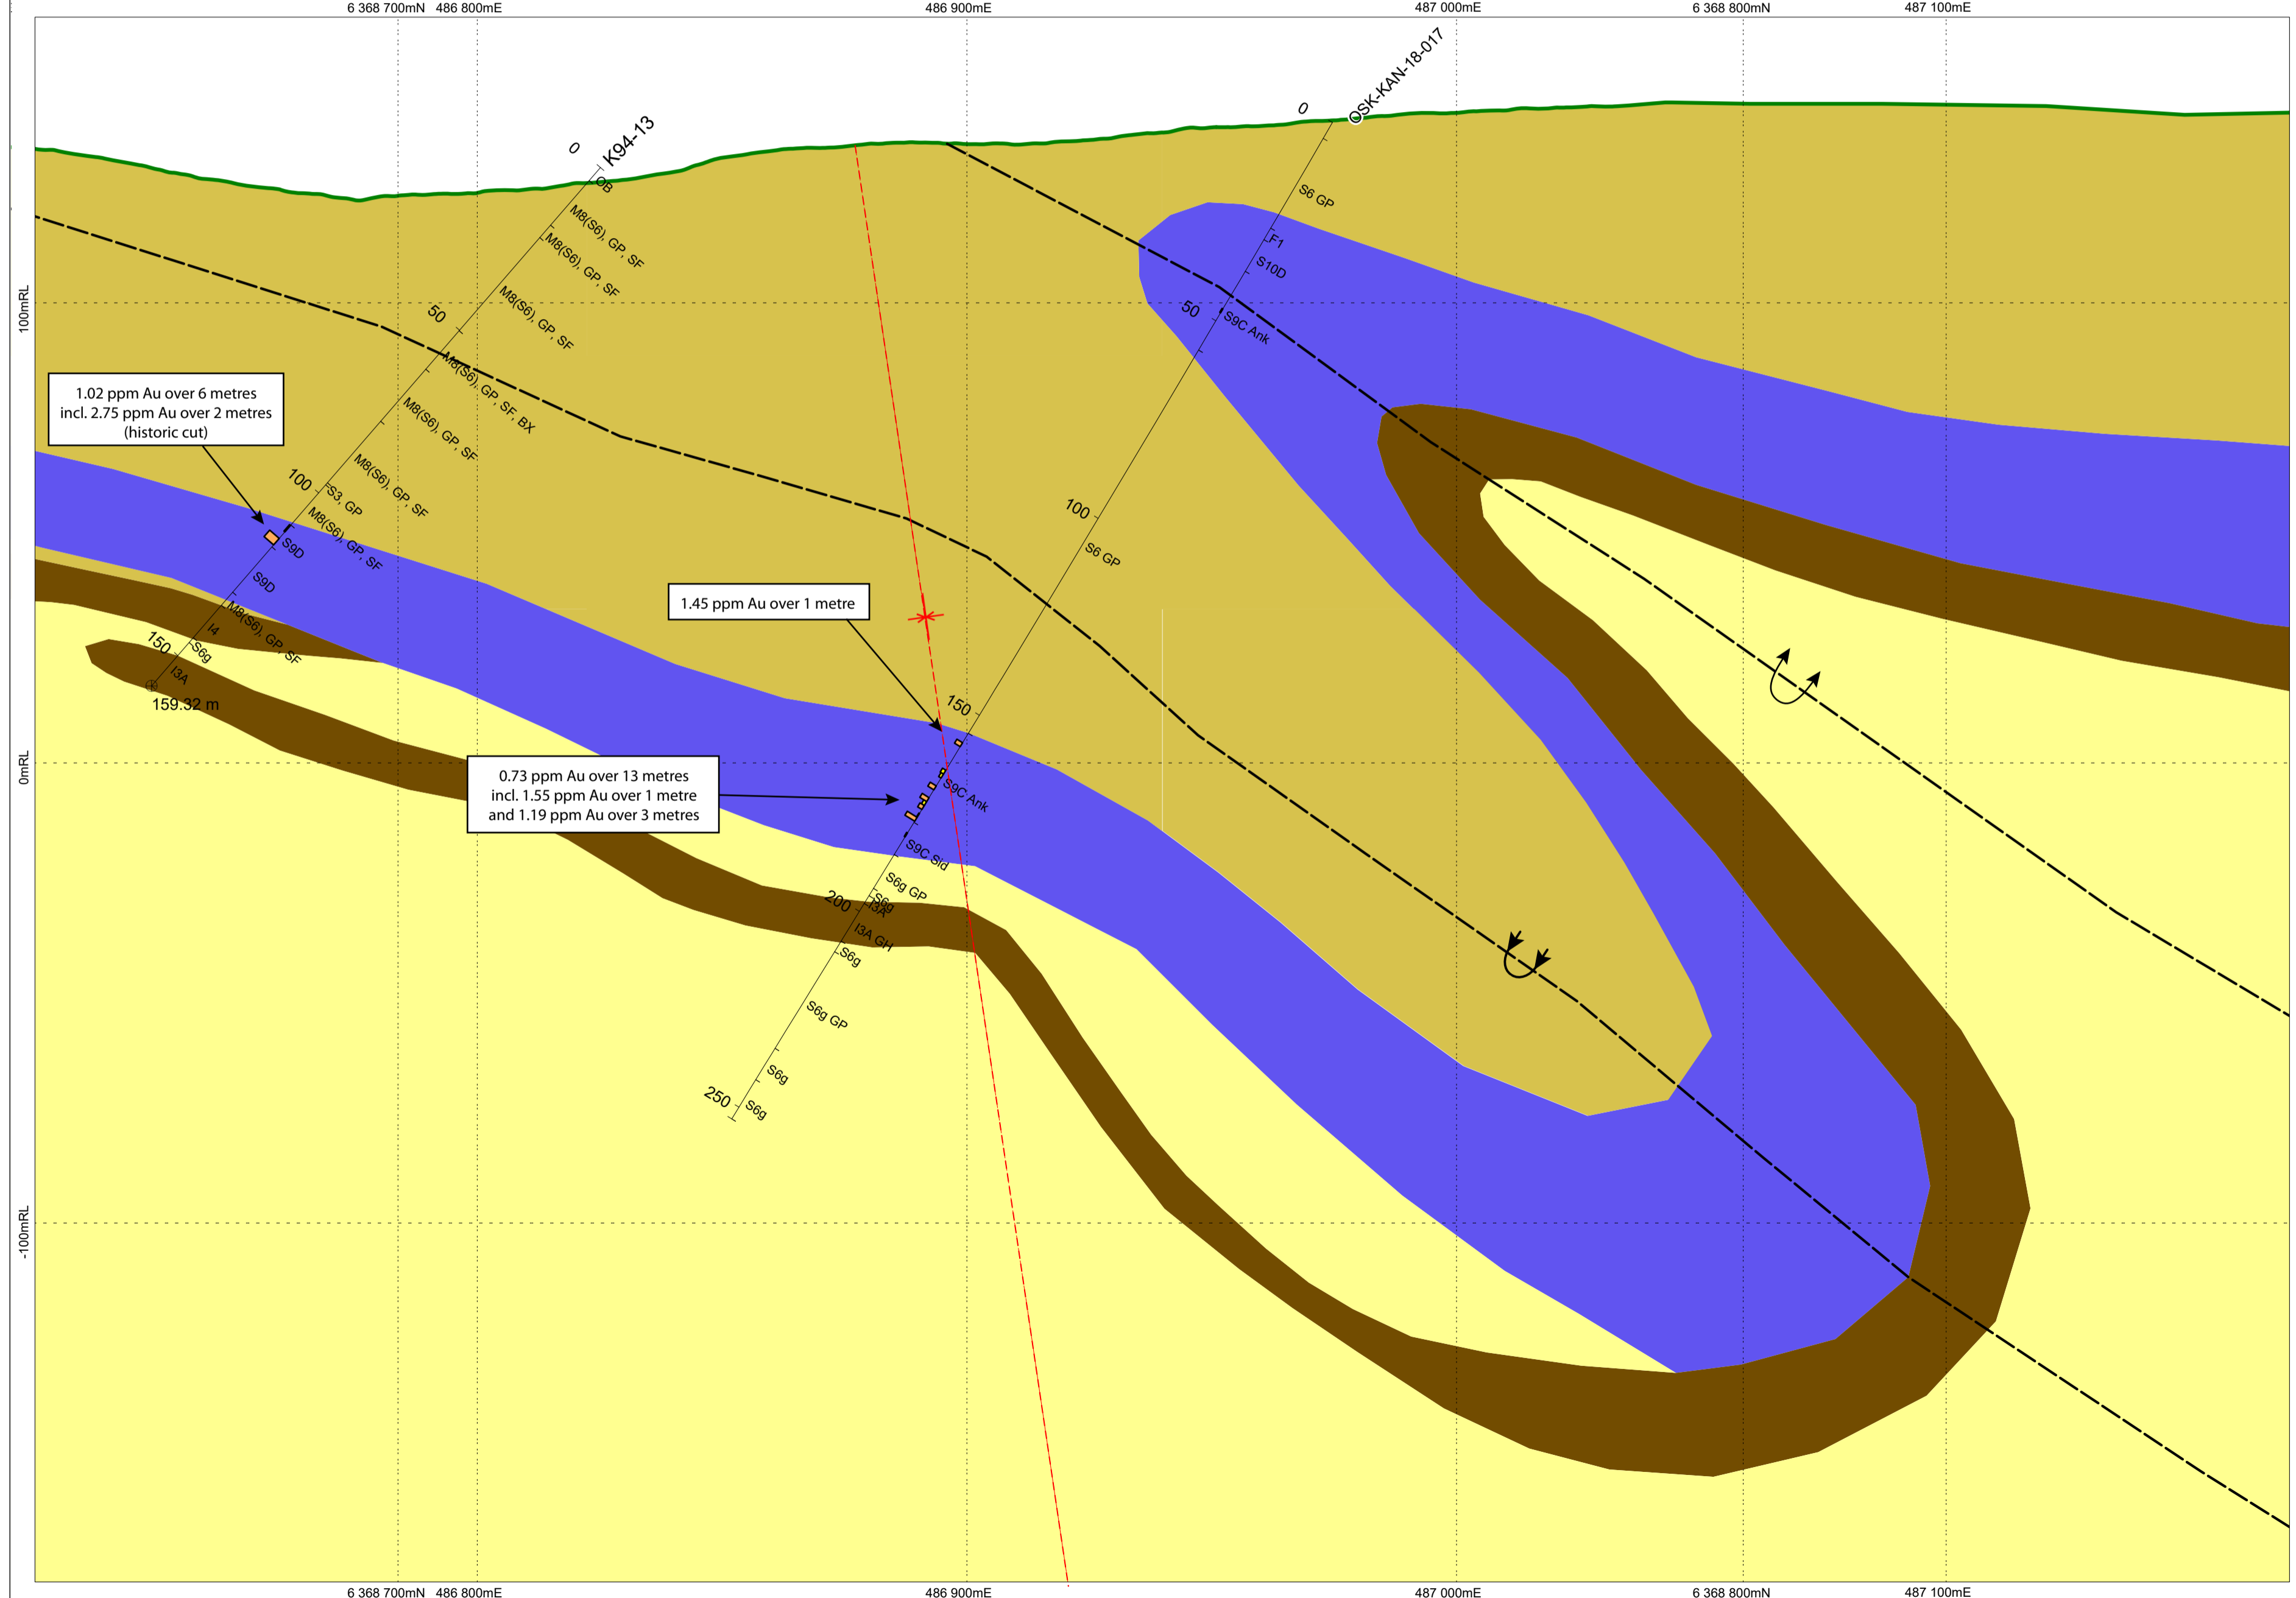 6 368 700mN 486 800mE 486 900mE 487 000mE 6 368 800mN 487 100mE
OSK-KAN-18-017
0
K94-13
0
OB
S6 GP
M8(S6), GP, SF
M8(S6), GP, SF
F1
S10D
M8(S6), GP, SF
100mRL
50
50
S9C Ank
M8(S6), GP, SF, BX
1.02 ppm Au over 6 metres
incl. 2.75 ppm Au over 2 metres
(historic cut)
M8(S6), GP, SF
M8(S6), GP, SF
100
S3, GP
100
M8(S6), GP, SF
S9D
S6 GP
S9D
1.45 ppm Au over 1 metre
M8(S6), GP, SF
I4
150
S6g
I3A
159.32 m
150
0mRL
0.73 ppm Au over 13 metres
incl. 1.55 ppm Au over 1 metre
and 1.19 ppm Au over 3 metres
S9C Ank
S9C Sid
S6g GP
S6g
200
I3A
I3A GH
S6g
S6g GP
S6g
250
S6g
-100mRL
6 368 700mN 486 800mE 486 900mE 487 000mE 6 368 800mN 487 100mE